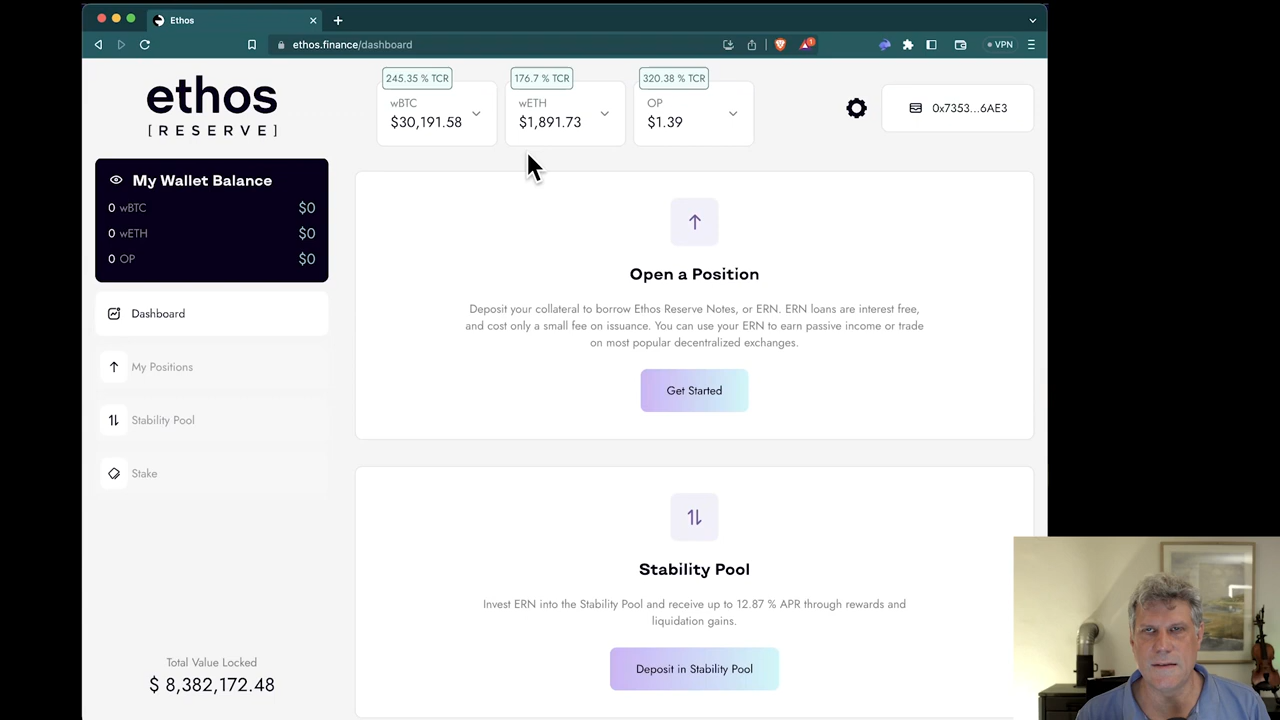 Ethos
ethos.finance/dashboard
1
VPN
ethos
[RESERVE]
245.35 % TCR
wBTC
$30,191.58
176.7 % TCR
wETH
$1,891.73
320.38 % TCR
OP
$1.39
0x7353...6AE3
My Wallet Balance
0 wBTC $0
0 wETH $0
0 OP $0
Dashboard
My Positions
Stability Pool
Stake
Total Value Locked
$ 8,382,172.48
Open a Position
Deposit your collateral to borrow Ethos Reserve Notes, or ERN. ERN loans are interest free,
and cost only a small fee on issuance. You can use your ERN to earn passive income or trade
on most popular decentralized exchanges.
Get Started
Stability Pool
Invest ERN into the Stability Pool and receive up to 12.87 % APR through rewards and
liquidation gains.
Deposit in Stability Pool